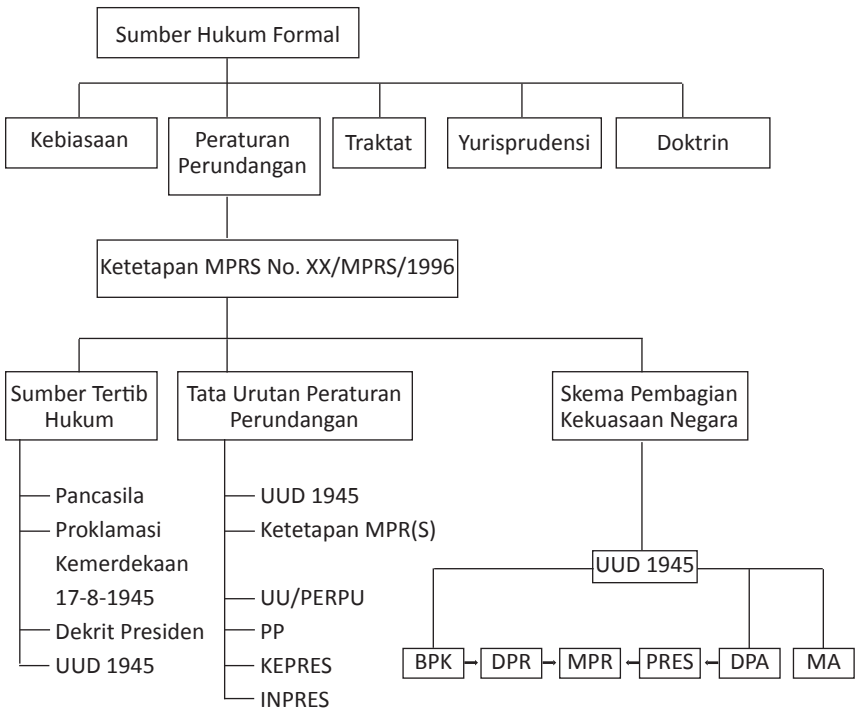 Sumber Hukum Formal
Kebiasaan
Peraturan
Perundangan
Traktat
Yurisprudensi
Doktrin
Ketetapan MPRS No. XX/MPRS/1996
Sumber Tertib
Hukum
Tata Urutan Peraturan
Perundangan
Skema Pembagian
Kekuasaan Negara
Pancasila
Proklamasi
Kemerdekaan
17-8-1945
Dekrit Presiden
UUD 1945
UUD 1945
Ketetapan MPR(S)
UU/PERPU
PP
KEPRES
INPRES
UUD 1945
BPK
DPR
MPR
PRES
DPA
MA